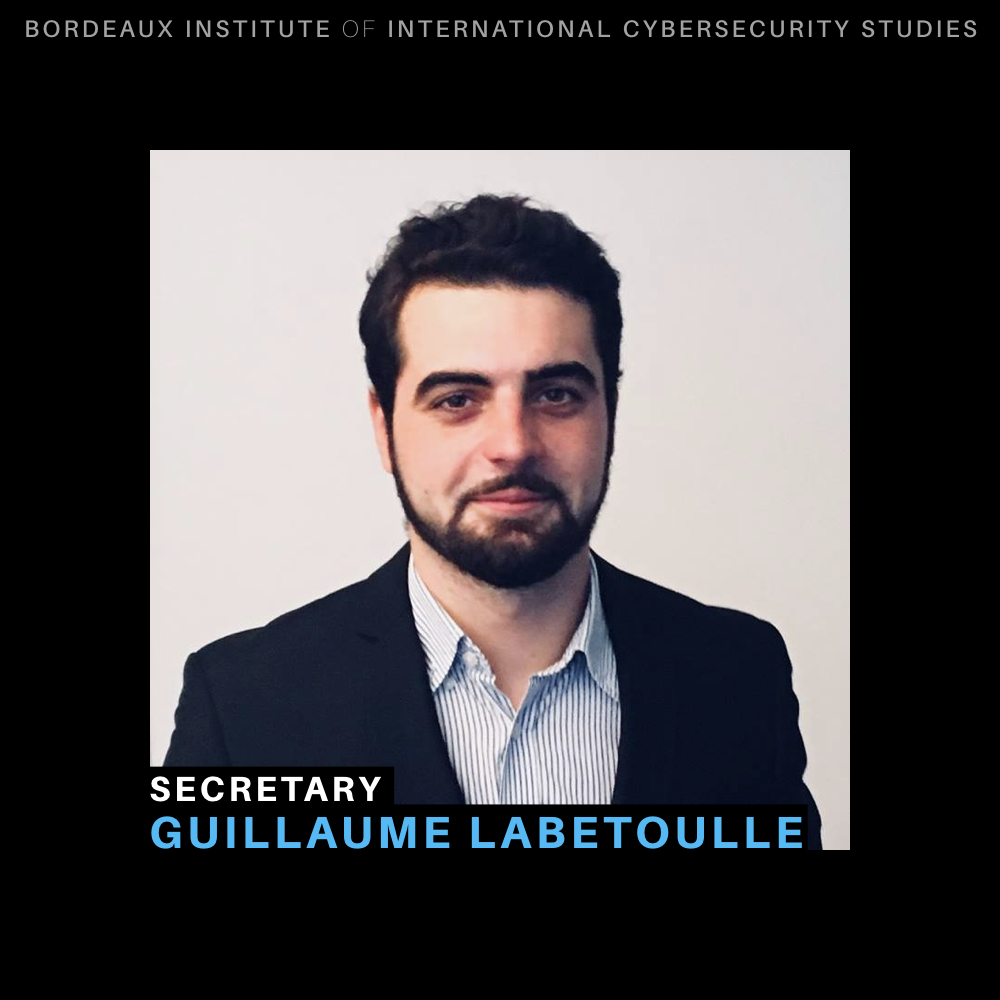 BORDEAUX INSTITUTE OF INTERNATIONAL CYBERSECURITY STUDIES
SECRETARY
GUILLAUME LABETOULLE